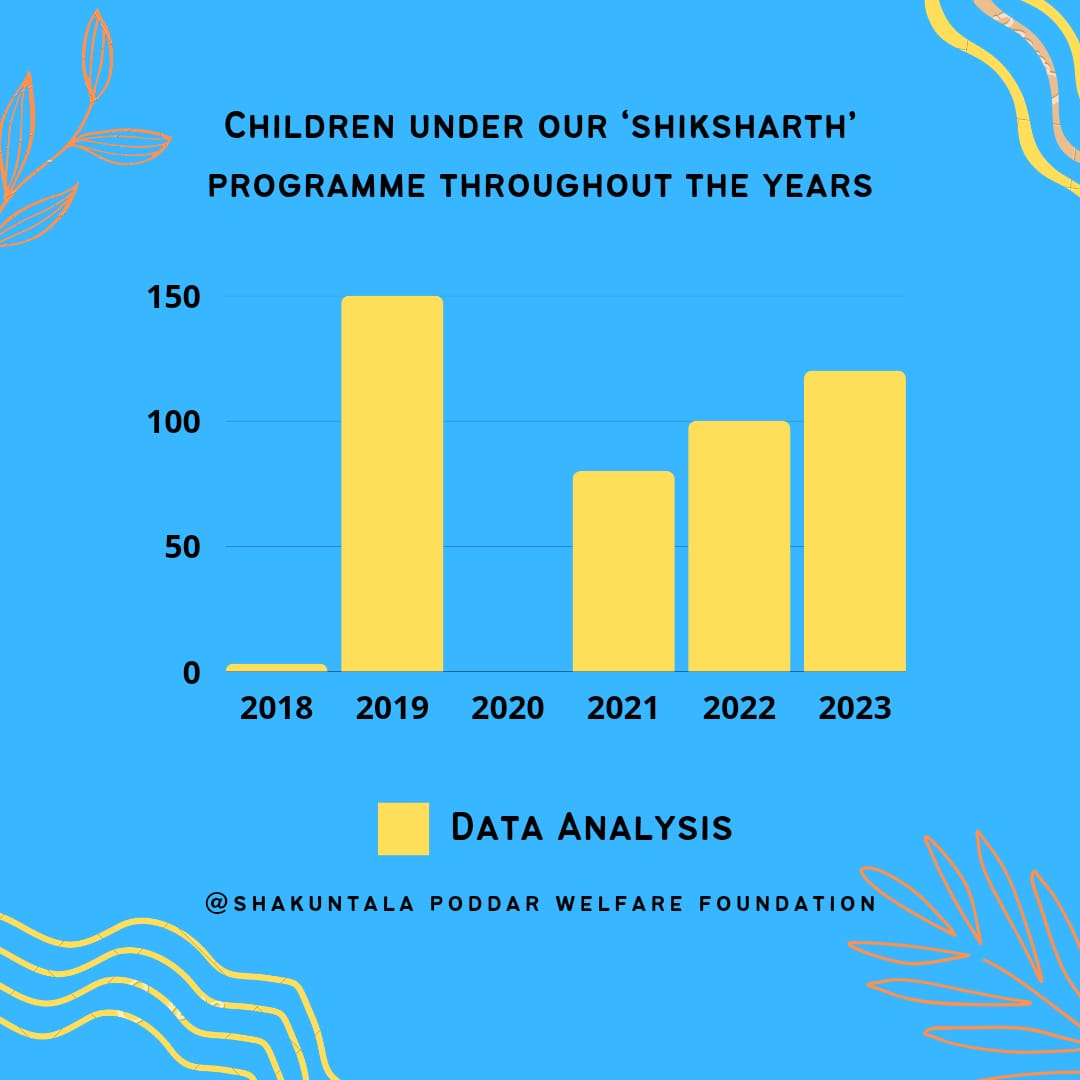 Children under our ‘shiksharth’
programme throughout the years
150
100
50
0
2018 2019 2020 2021 2022 2023
Data Analysis
@shakuntala poddar welfare foundation